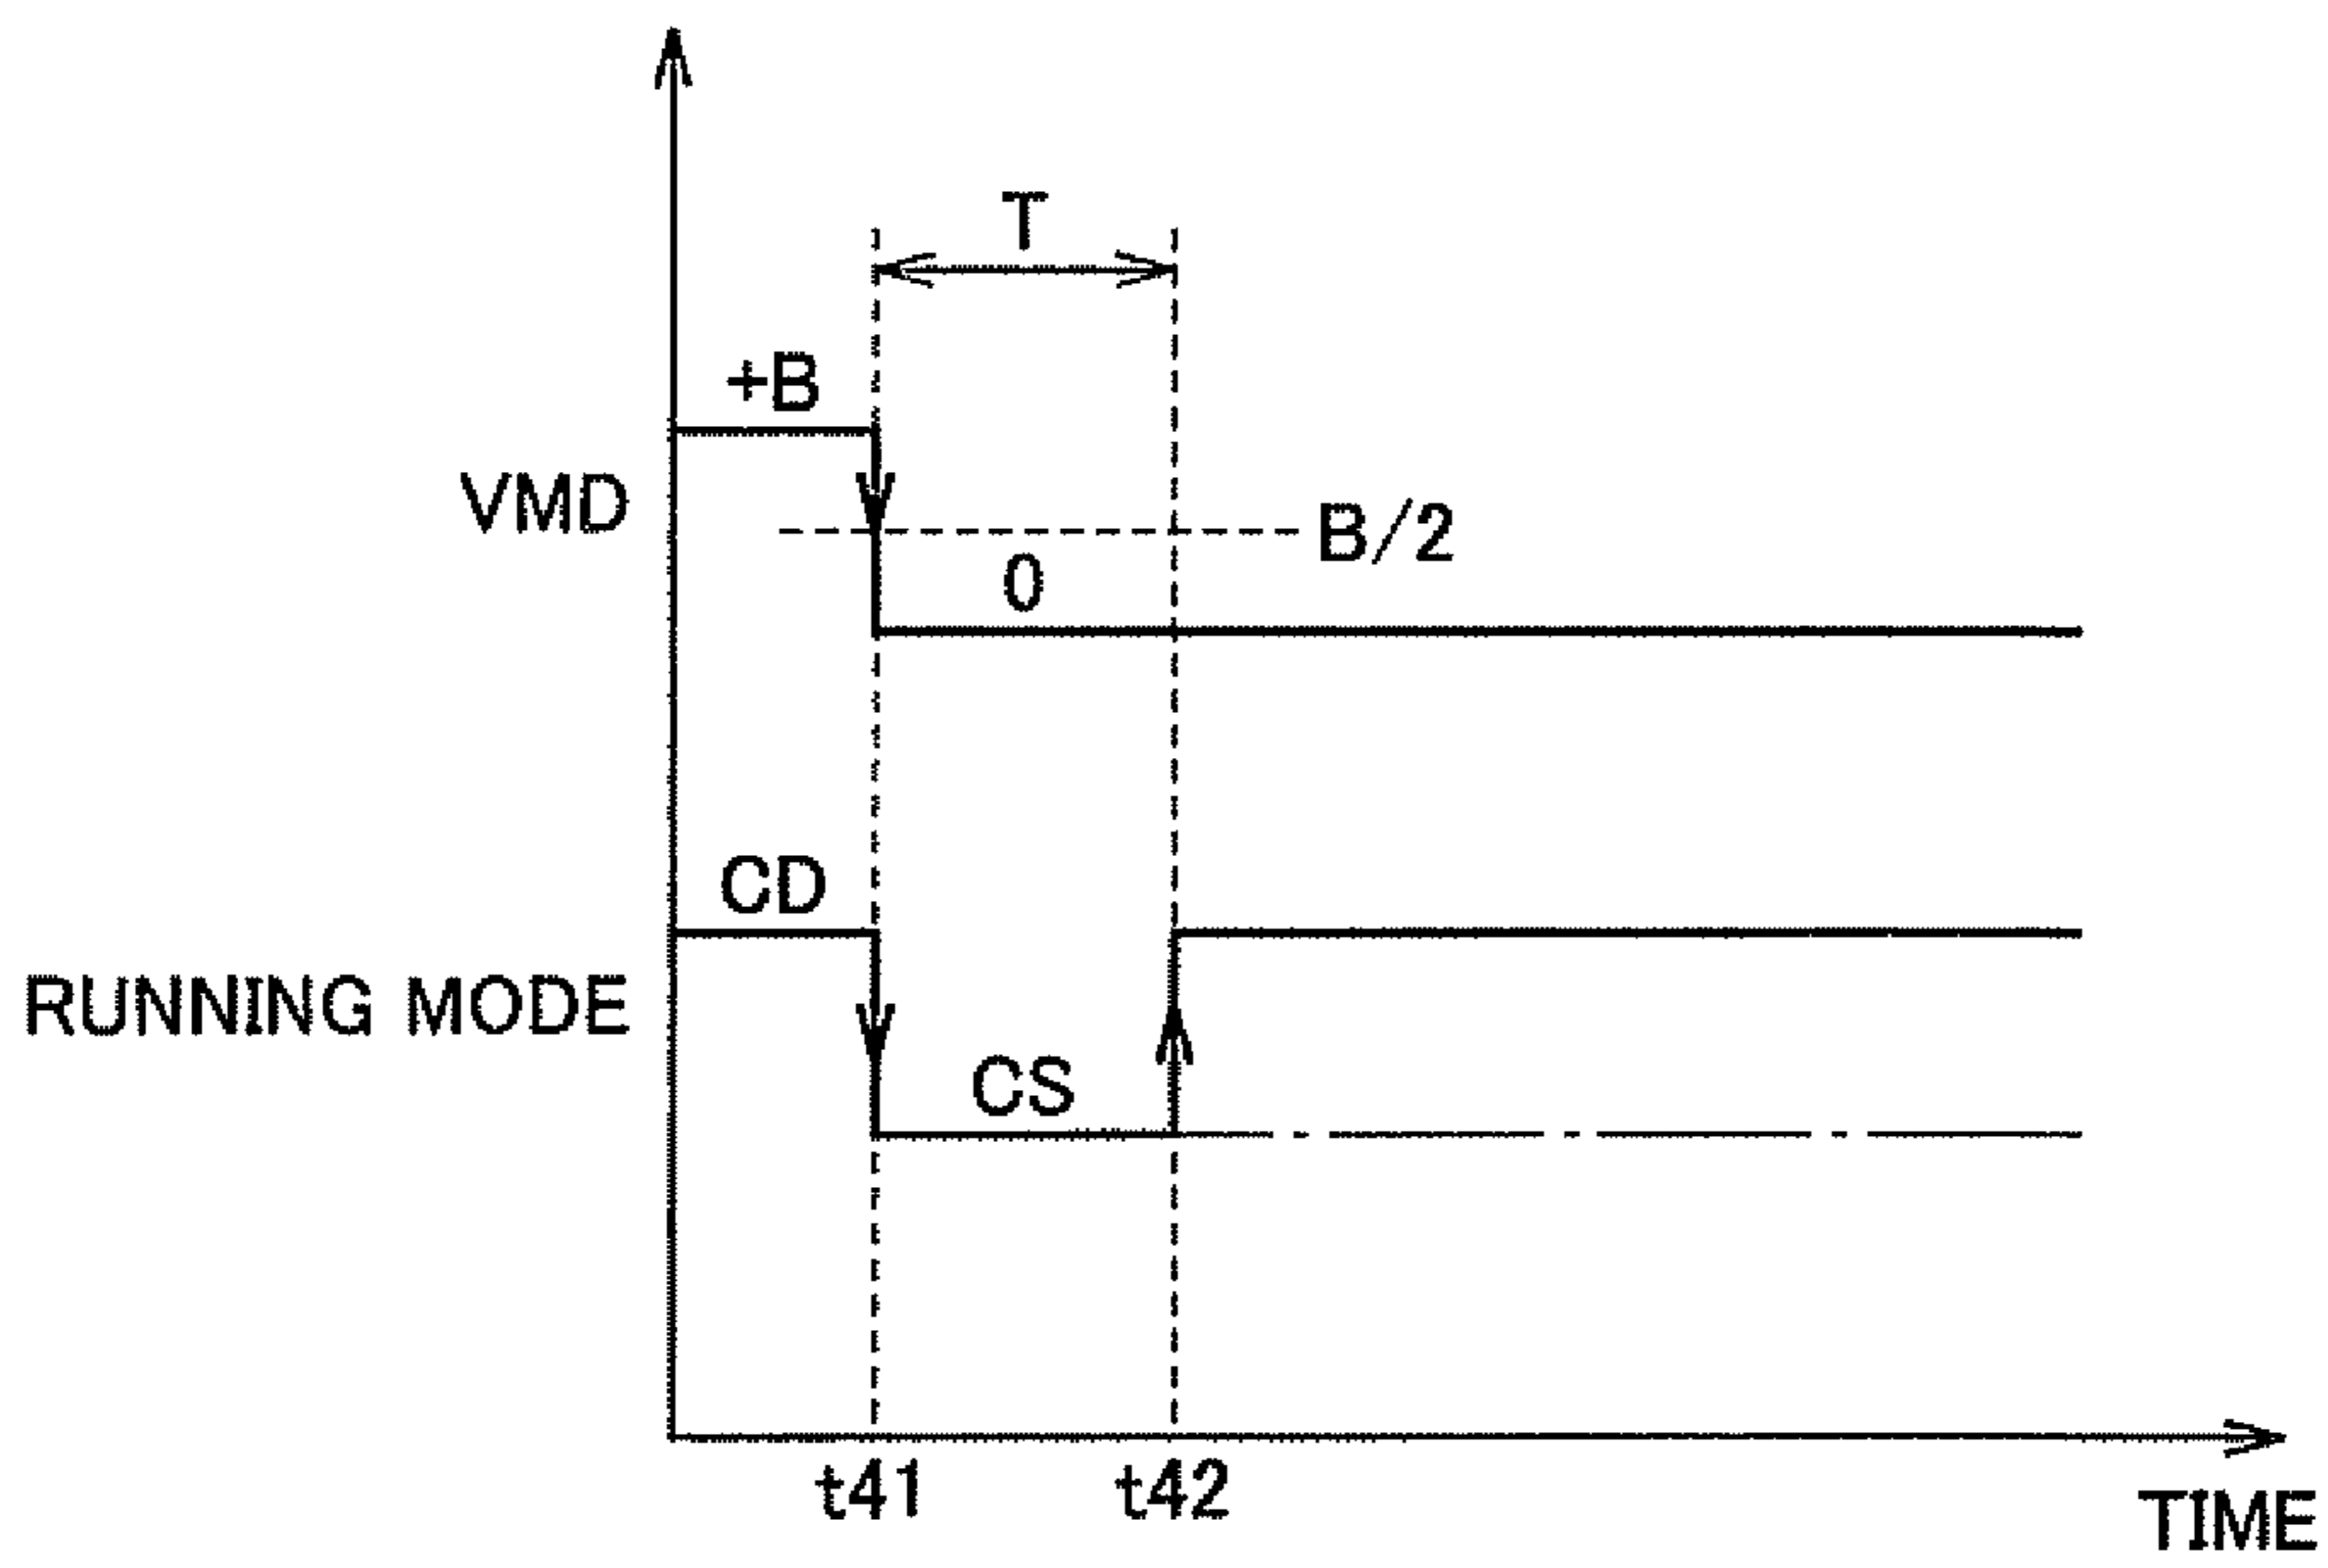 T
+B
VMD
B/2
0
CD
RUNNING MODE
CS
t41 t42
TIME